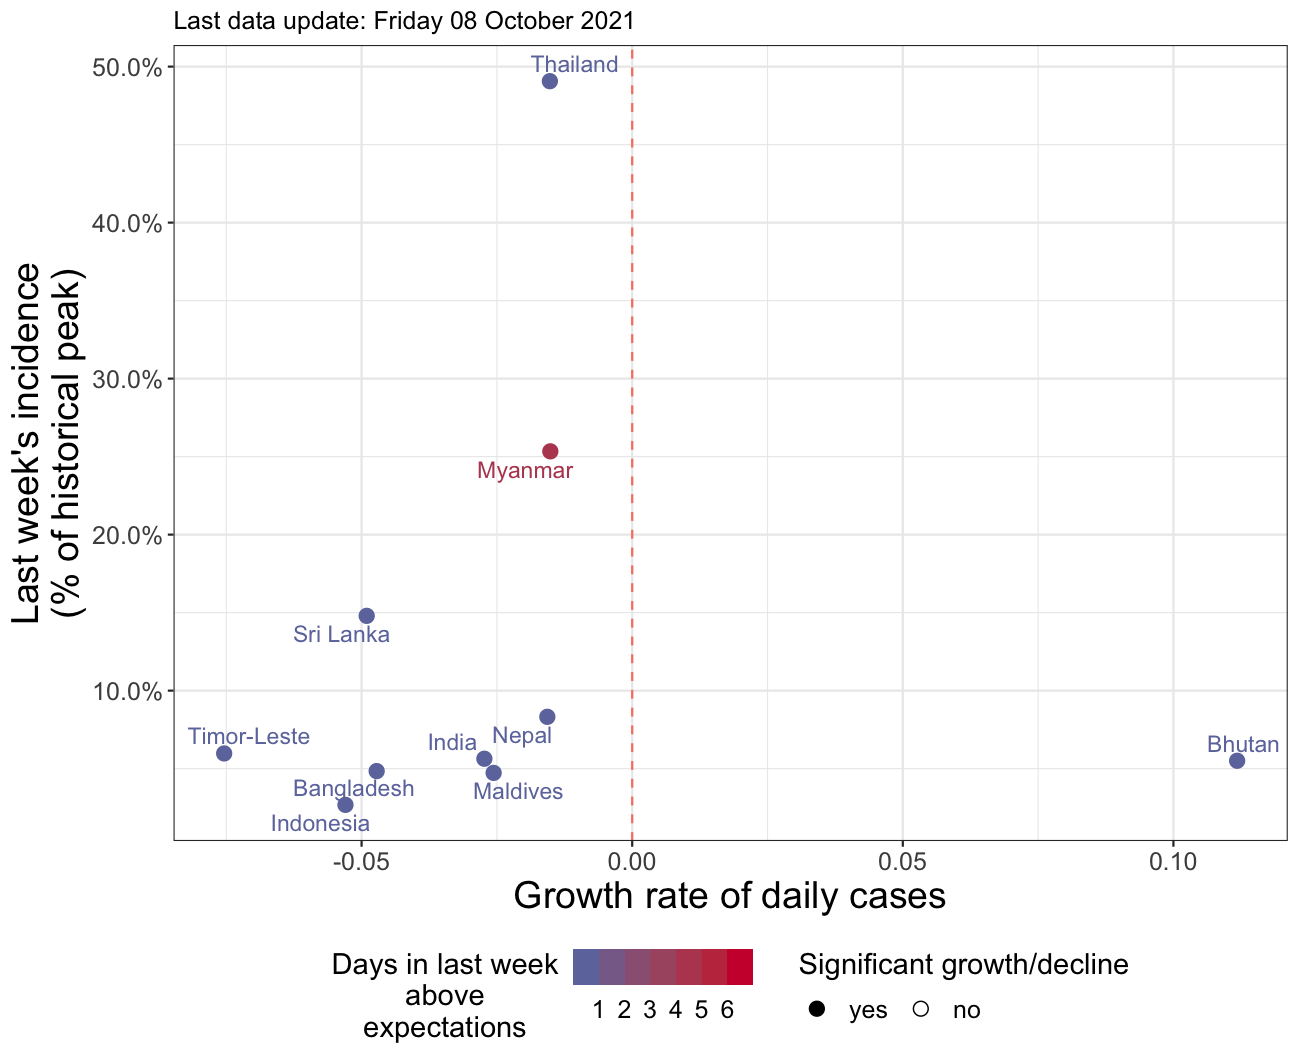 Last data update: Friday 08 October 2021
Last week's incidence
(% of historical peak)
50.0%
40.0%
30.0%
20.0%
10.0%
Thailand
Myanmar
Sri Lanka
Timor-Leste
India
Nepal
Bhutan
Bangladesh
Maldives
Indonesia
-0.05
0.00
0.05
0.10
Growth rate of daily cases
Days in last week
above
expectations
1 2 3 4 5 6
Significant growth/decline
yes
no